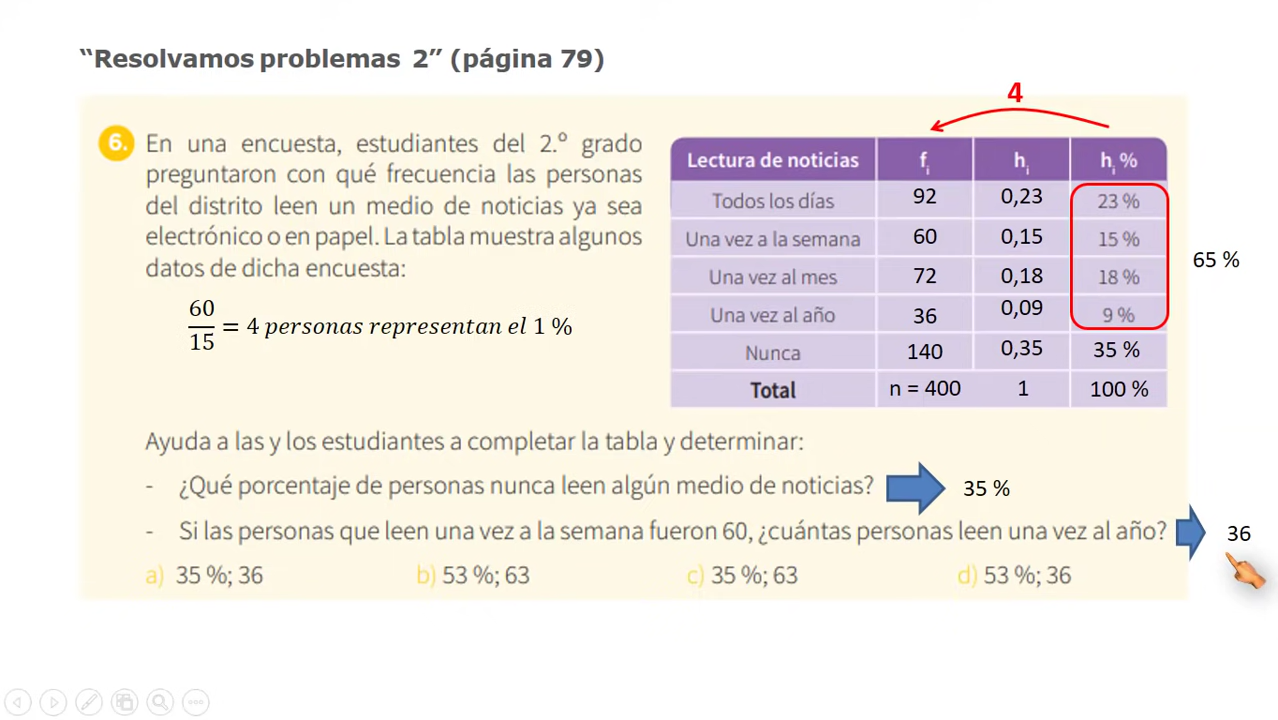 “Resolvamos problemas 2” (página 79)
4
6. En una encuesta, estudiantes del 2.º grado
preguntaron con qué frecuencia las personas
del distrito leen un medio de noticias ya sea
electrónico o en papel. La tabla muestra algunos
datos de dicha encuesta:
60/15 = 4 personas representan el 1 %
Lectura de noticias fi hi hi %
Todos los días 92 0,23 23 %
Una vez a la semana 60 0,15 15 %
Una vez al mes 72 0,18 18 %
Una vez al año 36 0,09 9 %
Nunca 140 0,35 35 %
Total n = 400 1 100 %
65 %
Ayuda a las y los estudiantes a completar la tabla y determinar:
- ¿Qué porcentaje de personas nunca leen algún medio de noticias? 35 %
- Si las personas que leen una vez a la semana fueron 60, ¿cuántas personas leen una vez al año? 36
a) 35 %; 36 b) 53 %; 63 c) 35 %; 63 d) 53 %; 36